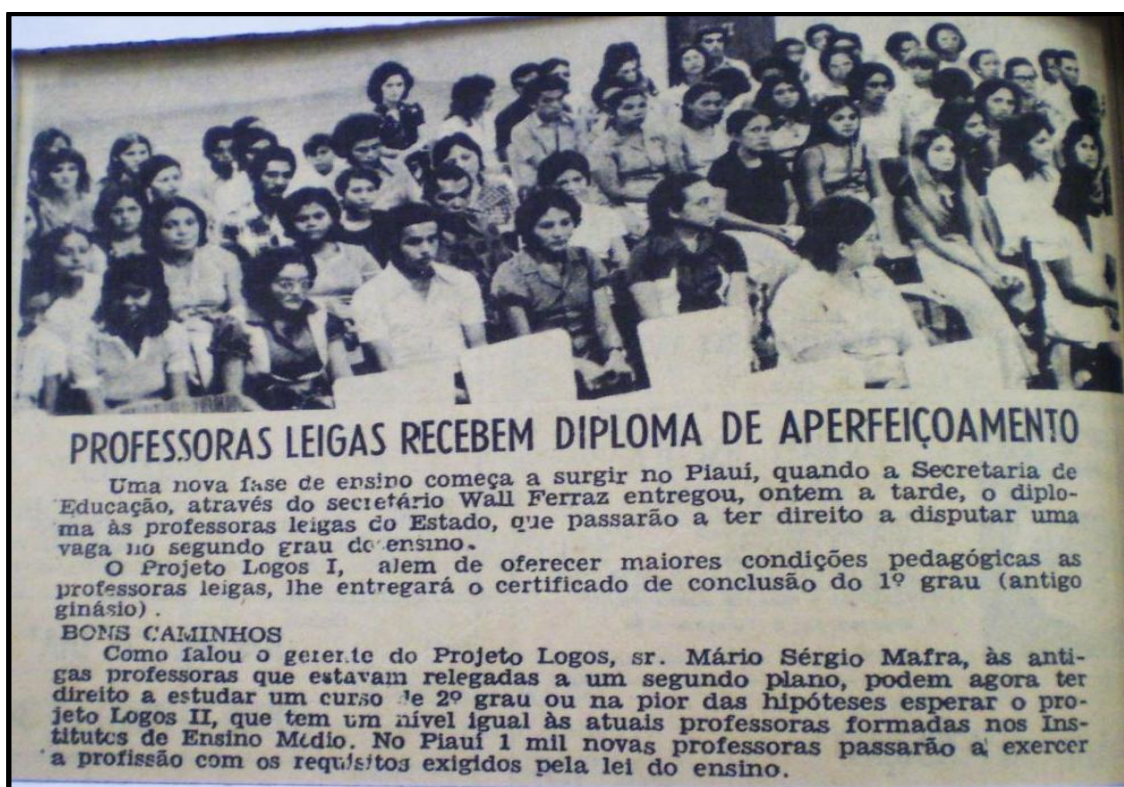 PROFESSORAS LEIGAS RECEBEM DIPLOMA DE APERFEIÇOAMENTO
Uma nova fase de ensino começa a surgir no Piauí, quando a Secretaria de
Educação, através do secretário Wall Ferraz entregou, ontem a tarde, o diplo-
ma às professoras leigas do Estado, que passarão a ter direito a disputar uma
vaga no segundo grau do ensino.
O Projeto Logos I, alem de oferecer maiores condições pedagógicas as
professoras leigas, lhe entregará o certificado de conclusão do 1º grau (antigo
ginásio).
BONS CAMINHOS
Como falou o gerente do Projeto Logos, sr. Mário Sérgio Mafra, às anti-
gas professoras que estavam relegadas a um segundo plano, podem agora ter
direito a estudar um curso de 2º grau ou na pior das hipóteses esperar o pro-
jeto Logos II, que tem um nível igual às atuais professoras formadas nos Ins-
titutos de Ensino Médio. No Piauí 1 mil novas professoras passarão a exercer
a profissão com os requisitos exigidos pela lei do ensino.